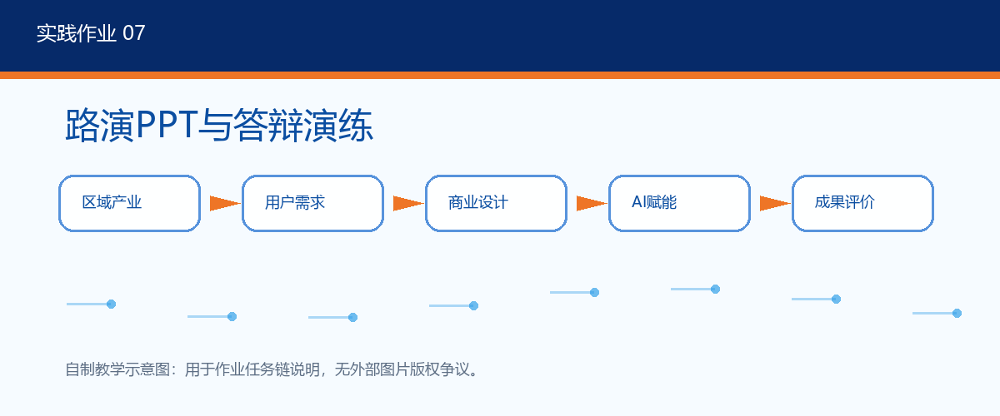 实践作业 07
路演PPT与答辩演练
区域产业
用户需求
商业设计
AI赋能
成果评价
自制教学示意图：用于作业任务链说明，无外部图片版权争议。